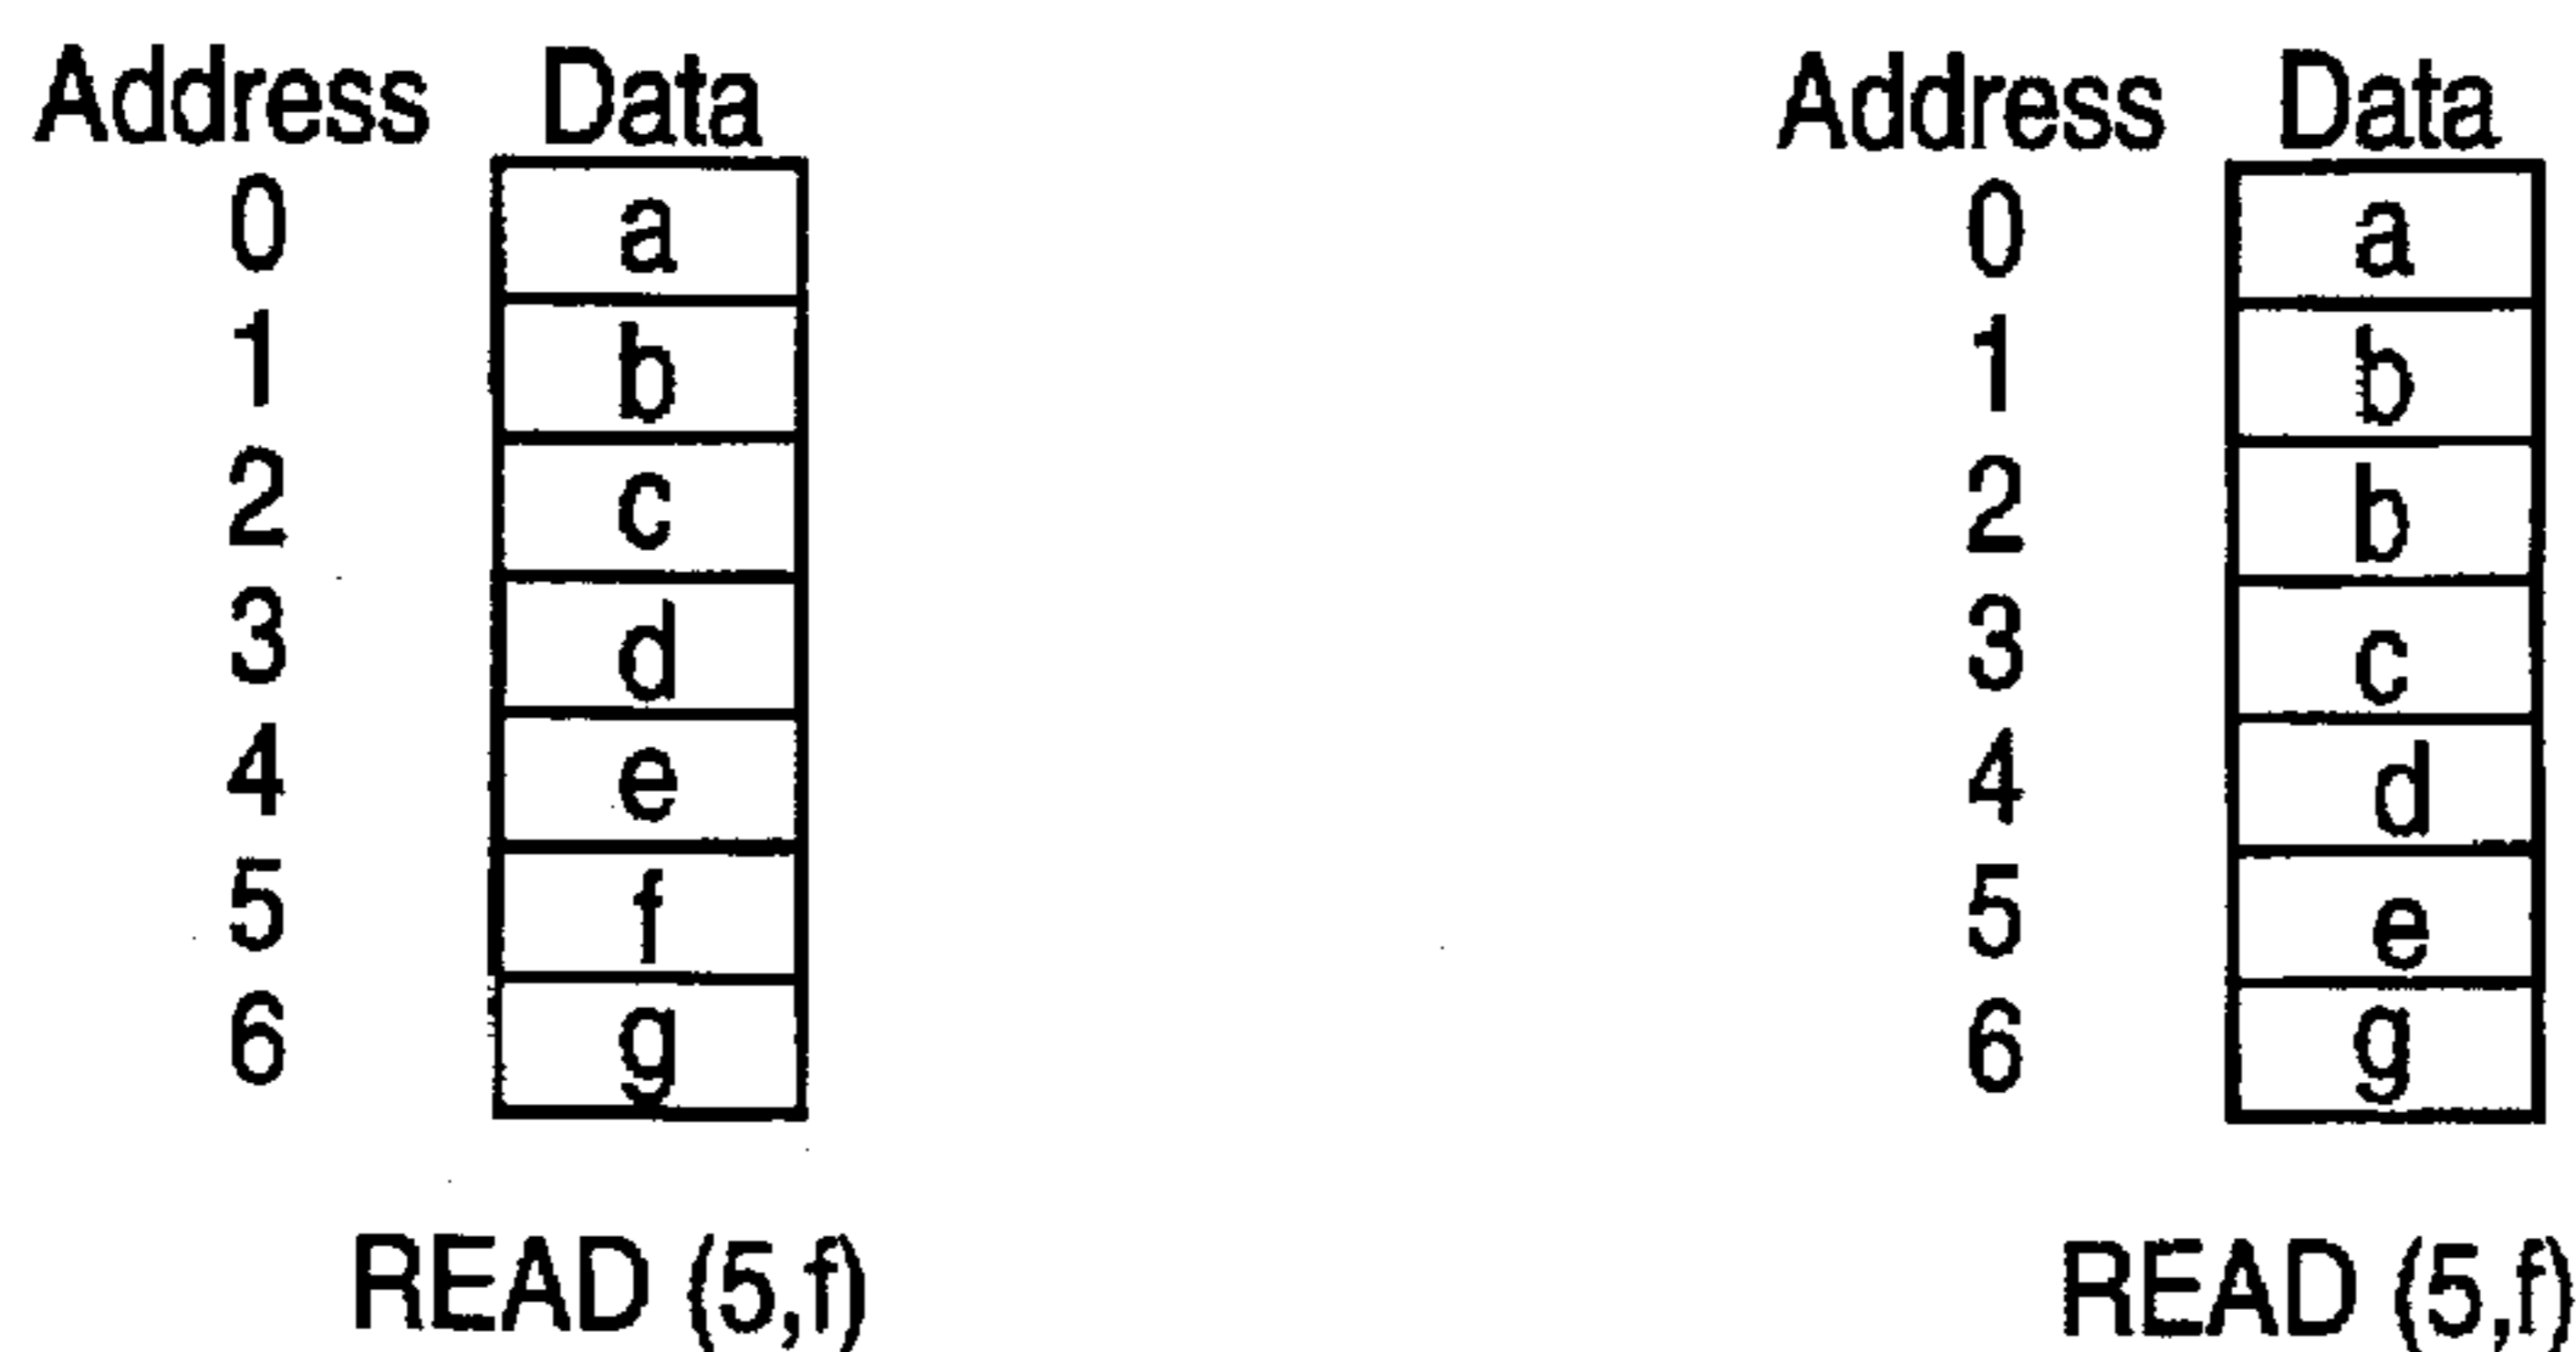 Address Data Address Data
0 a 0 a
1 b 1 b
2 c 2 b
3 d 3 c
4 e 4 d
5 f 5 e
6 g 6 g
READ (5,f) READ (5,f)